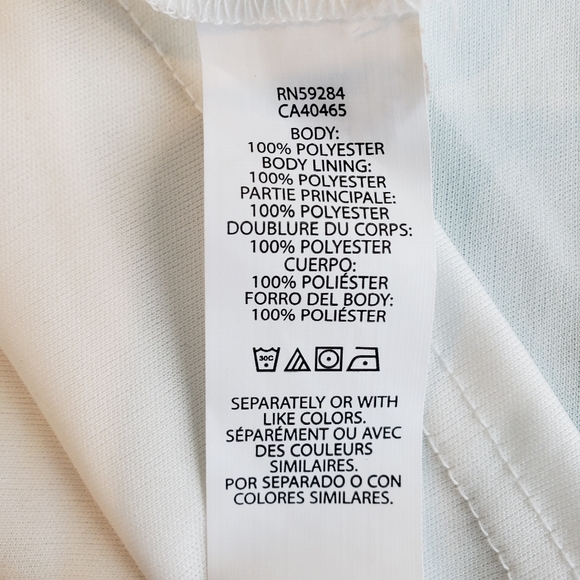 RN59284
CA40465
BODY:
100% POLYESTER
BODY LINING:
100% POLYESTER
PARTIE PRINCIPALE:
100% POLYESTER
DOUBLURE DU CORPS:
100% POLYESTER
CUERPO:
100% POLIÉSTER
FORRO DEL BODY:
100% POLIÉSTER
30C
SEPARATELY OR WITH
LIKE COLORS.
SÉPARÉMENT OU AVEC
DES COULEURS
SIMILAIRES.
POR SEPARADO O CON
COLORES SIMILARES.